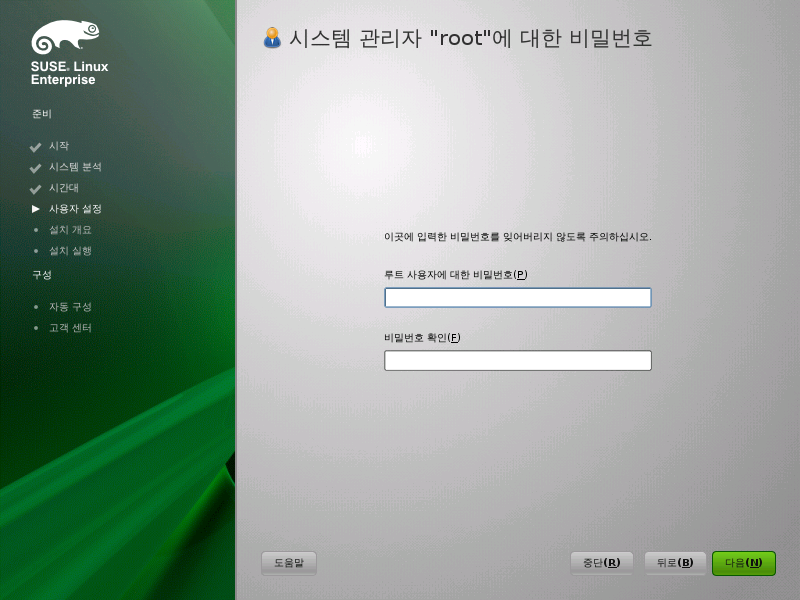 SUSE. Linux
Enterprise
준비
시작
시스템 분석
시간대
사용자 설정
설치 개요
설치 실행
구성
자동 구성
고객 센터
시스템 관리자 "root"에 대한 비밀번호
이곳에 입력한 비밀번호를 잊어버리지 않도록 주의하십시오.
루트 사용자에 대한 비밀번호(P)
비밀번호 확인(F)
도움말
중단(R)
뒤로(B)
다음(N)